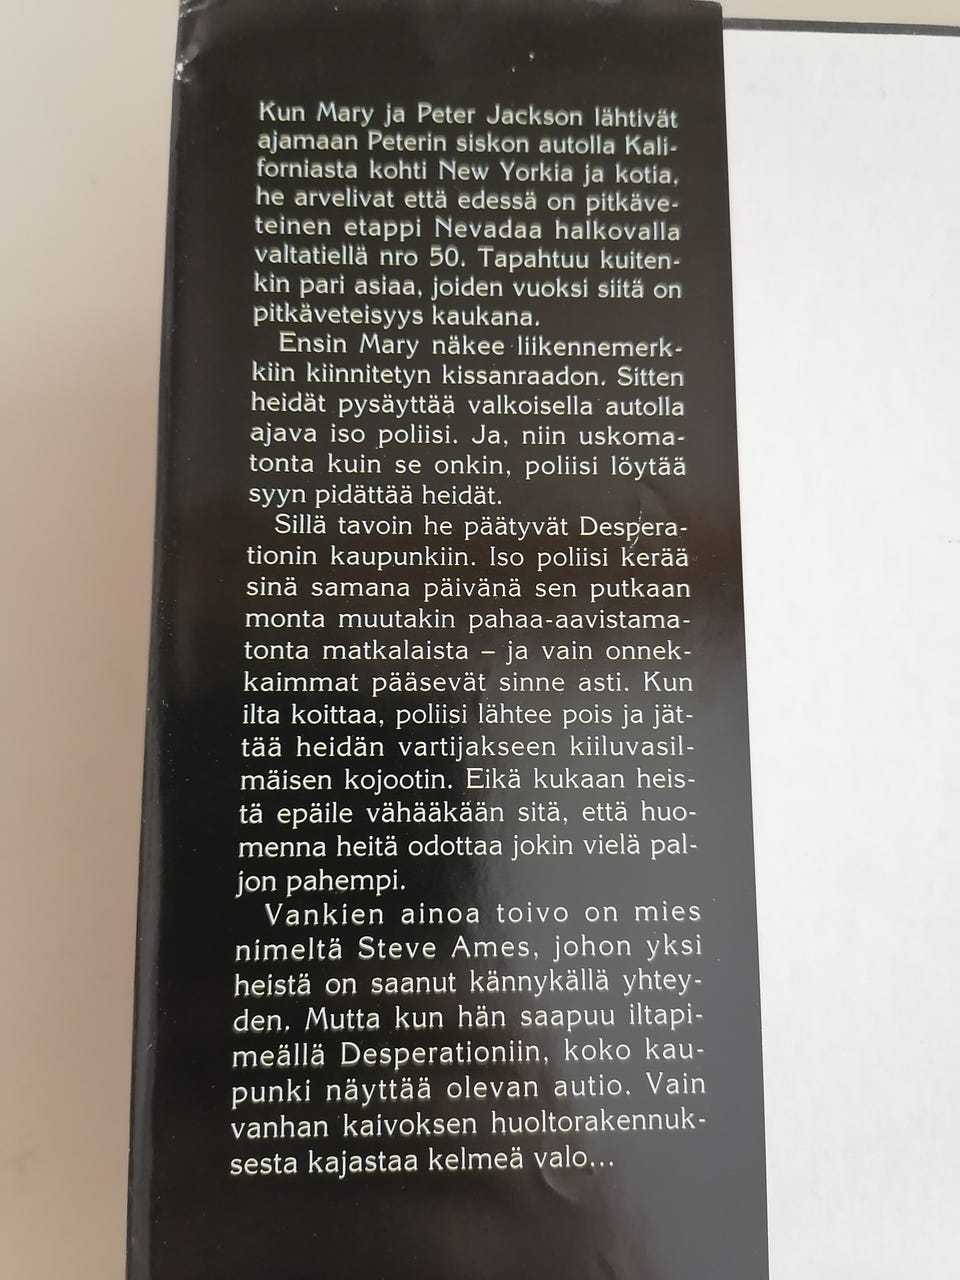 Kun Mary ja Peter Jackson lähtivät
ajamaan Peterin siskon autolla Kali-
forniasta kohti New Yorkia ja kotia,
he arvelivat että edessä on pitkäve-
teinen etappi Nevadaa halkovalla
valtatiellä nro 50. Tapahtuu kuiten-
kin pari asiaa, joiden vuoksi siitä on
pitkäveteisyys kaukana.
Ensin Mary näkee liikennemerk-
kiin kiinnitetyn kissanraadon. Sitten
heidät pysäyttää valkoisella autolla
ajava iso poliisi. Ja, niin uskoma-
tonta kuin se onkin, poliisi löytää
syyn pidättää heidät.
Sillä tavoin he päätyvät Despera-
tionin kaupunkiin. Iso poliisi kerää
sinä samana päivänä sen putkaan
monta muutakin pahaa-aavistama-
tonta matkalaista – ja vain onnek-
kaimmat pääsevät sinne asti. Kun
ilta koittaa, poliisi lähtee pois ja jät-
tää heidän vartijakseen kiiluvasil-
mäisen kojootin. Eikä kukaan heis-
tä epäile vähääkään sitä, että huo-
menna heitä odottaa jokin vielä pal-
jon pahempi.
Vankien ainoa toivo on mies
nimeltä Steve Ames, johon yksi
heistä on saanut kännykällä yhtey-
den. Mutta kun hän saapuu iltapi-
meällä Desperationiin, koko kau-
punki näyttää olevan autio. Vain
vanhan kaivoksen huoltorakennuk-
sesta kajastaa kelmeä valo...